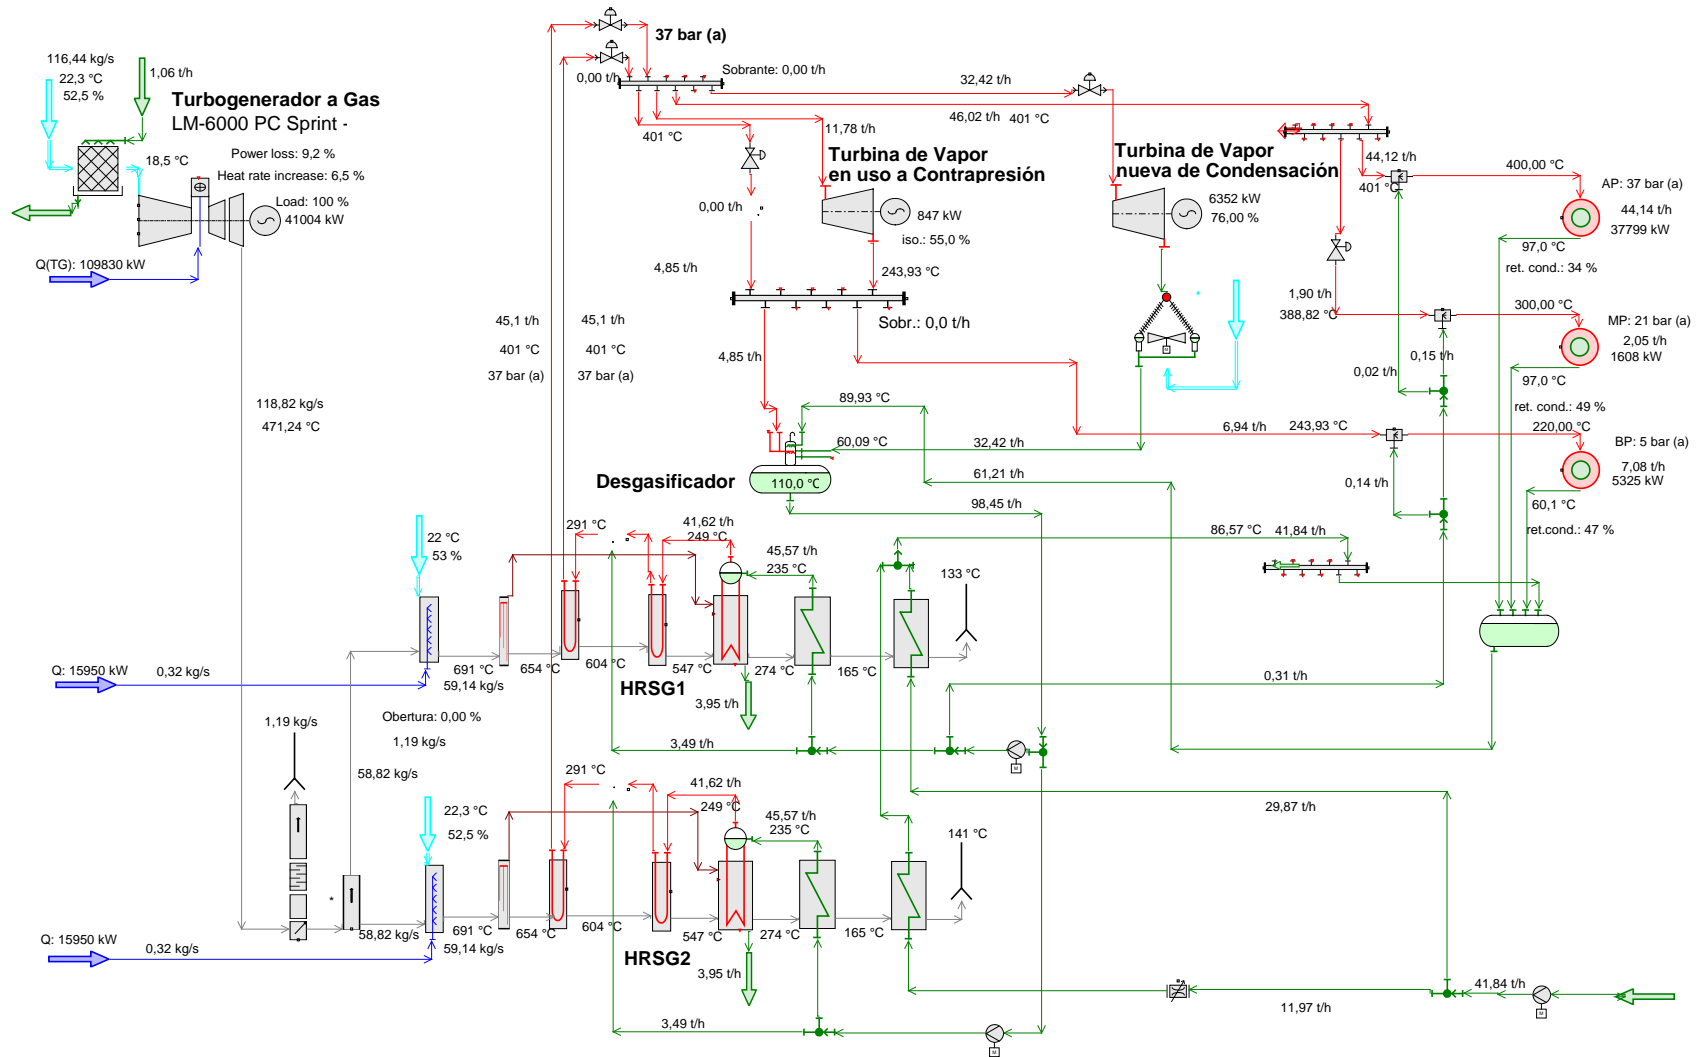 37 bar (a)
116,44 kg/s
22,3 °C
52,5 %
1,06 t/h
0,00 t/h
Sobrante: 0,00 t/h
32,42 t/h
46,02 t/h
401 °C
Turbogenerador a Gas
LM-6000 PC Sprint -
Power loss: 9,2 %
Heat rate increase: 6,5 %
18,5 °C
Load: 100 %
41004 kW
Q(TG): 109830 kW
401 °C
11,78 t/h
Turbina de Vapor
en uso a Contrapresión
0,00 t/h
847 kW
iso.: 55,0 %
4,85 t/h
243,93 °C
Sobr.: 0,0 t/h
Turbina de Vapor
nueva de Condensación
6352 kW
76,00 %
44,12 t/h
401 °C
400,00 °C
AP: 37 bar (a)
44,14 t/h
37799 kW
97,0 °C
ret. cond.: 34 %
1,90 t/h
388,82 °C
300,00 °C
MP: 21 bar (a)
2,05 t/h
1608 kW
0,15 t/h
0,02 t/h
97,0 °C
ret. cond.: 49 %
45,1 t/h
45,1 t/h
401 °C
401 °C
37 bar (a)
37 bar (a)
4,85 t/h
118,82 kg/s
471,24 °C
89,93 °C
60,09 °C
32,42 t/h
6,94 t/h
243,93 °C
220,00 °C
BP: 5 bar (a)
7,08 t/h
5325 kW
Desgasificador
110,0 °C
61,21 t/h
98,45 t/h
0,14 t/h
60,1 °C
ret.cond.: 47 %
22 °C
53 %
291 °C
41,62 t/h
249 °C
45,57 t/h
235 °C
86,57 °C
41,84 t/h
133 °C
Q: 15950 kW
0,32 kg/s
691 °C
59,14 kg/s
654 °C
604 °C
547 °C
274 °C
165 °C
HRSG1
3,95 t/h
0,31 t/h
1,19 kg/s
Obertura: 0,00 %
1,19 kg/s
3,49 t/h
M
58,82 kg/s
291 °C
41,62 t/h
249 °C
22,3 °C
52,5 %
45,57 t/h
235 °C
141 °C
29,87 t/h
*
Q: 15950 kW
0,32 kg/s
58,82 kg/s
691 °C
59,14 kg/s
654 °C
604 °C
547 °C
274 °C
165 °C
HRSG2
3,95 t/h
41,84 t/h
11,97 t/h
M
3,49 t/h
M